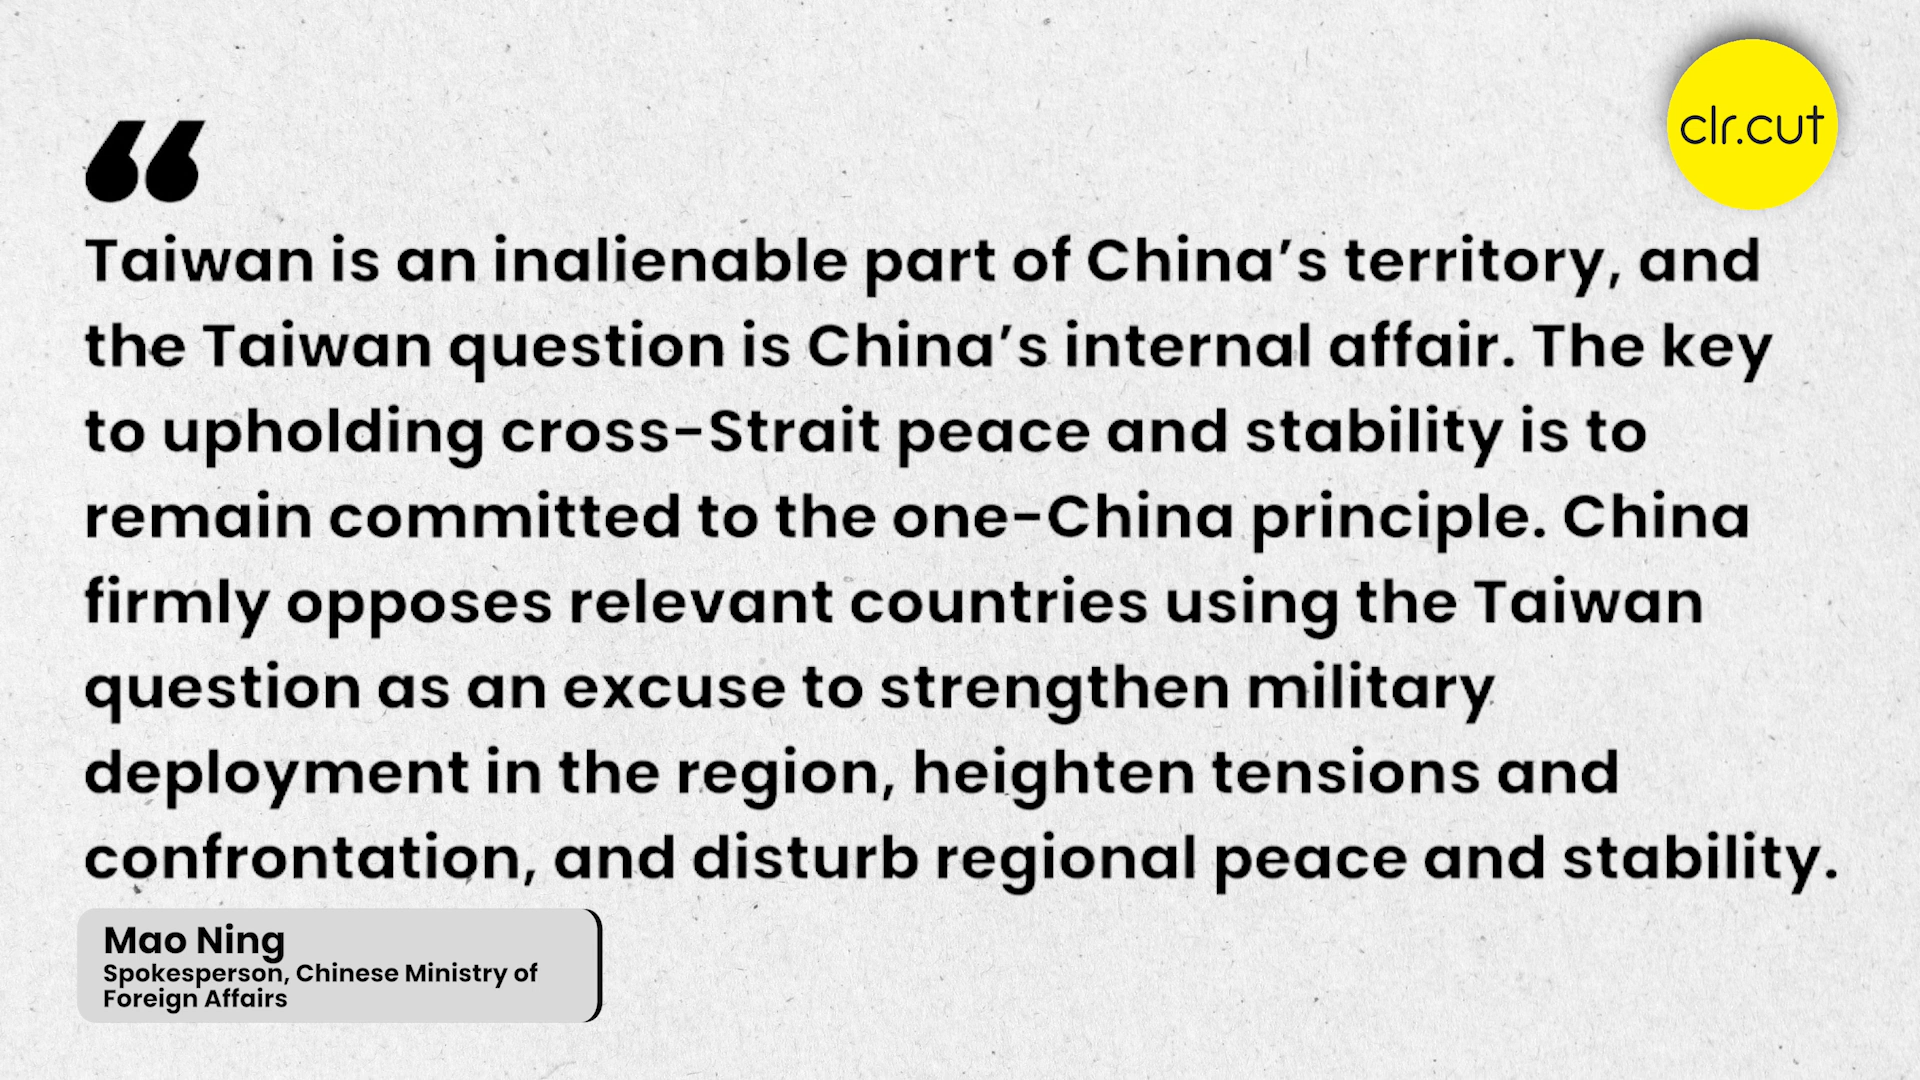 clr.cut
“
Taiwan is an inalienable part of China’s territory, and
the Taiwan question is China’s internal affair. The key
to upholding cross-Strait peace and stability is to
remain committed to the one-China principle. China
firmly opposes relevant countries using the Taiwan
question as an excuse to strengthen military
deployment in the region, heighten tensions and
confrontation, and disturb regional peace and stability.
Mao Ning
Spokesperson, Chinese Ministry of
Foreign Affairs